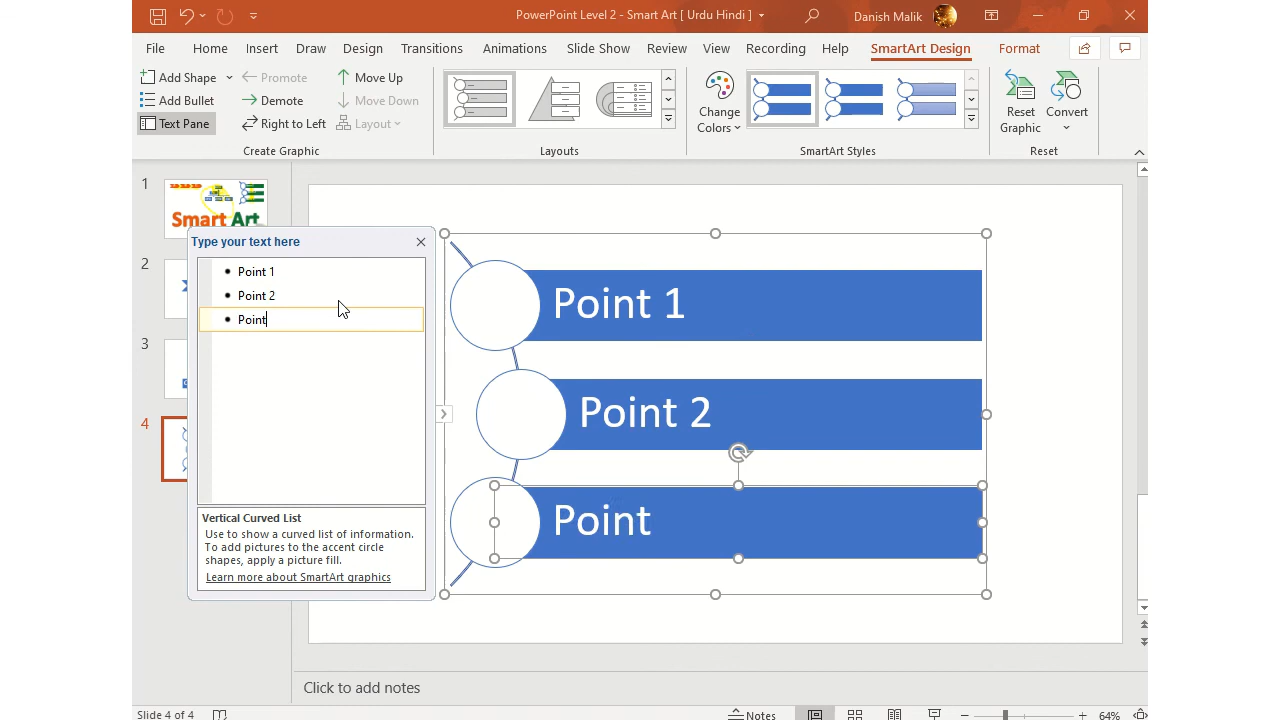 PowerPoint Level 2 - Smart Art [ Urdu Hindi ]
Danish Malik
File Home Insert Draw Design Transitions Animations Slide Show Review View Recording Help SmartArt Design Format
Add Shape Promote Move Up
Add Bullet Demote Move Down
Text Pane Right to Left Layout
Create Graphic
Layouts
Change Colors
SmartArt Styles
Reset Graphic
Convert
Reset
1
Smart Art
2
3
4
Type your text here
Point 1
Point 2
Point
Vertical Curved List
Use to show a curved list of information.
To add pictures to the accent circle
shapes, apply a picture fill.
Learn more about SmartArt graphics
Point 1
Point 2
Point
Click to add notes
Slide 4 of 4
Notes
64%